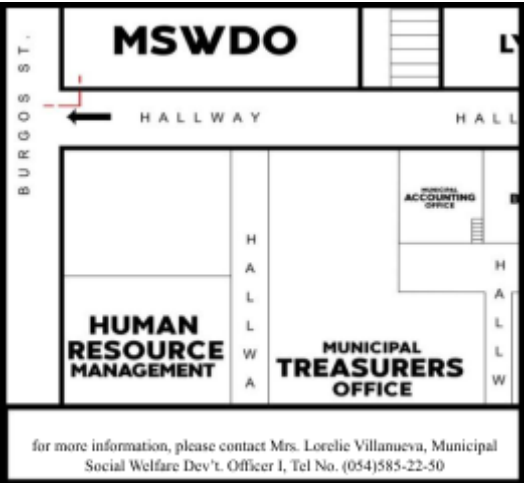 MSWDO
BURGOS ST.
HALLWAY
HALL
MUNICIPAL
ACCOUNTING
OFFICE
HALLWA
HALLW
HUMAN
RESOURCE
MANAGEMENT
MUNICIPAL
TREASURERS
OFFICE
for more information, please contact Mrs. Lorelie Villanueva, Municipal
Social Welfare Dev't. Officer I, Tel No. (054)585-22-50